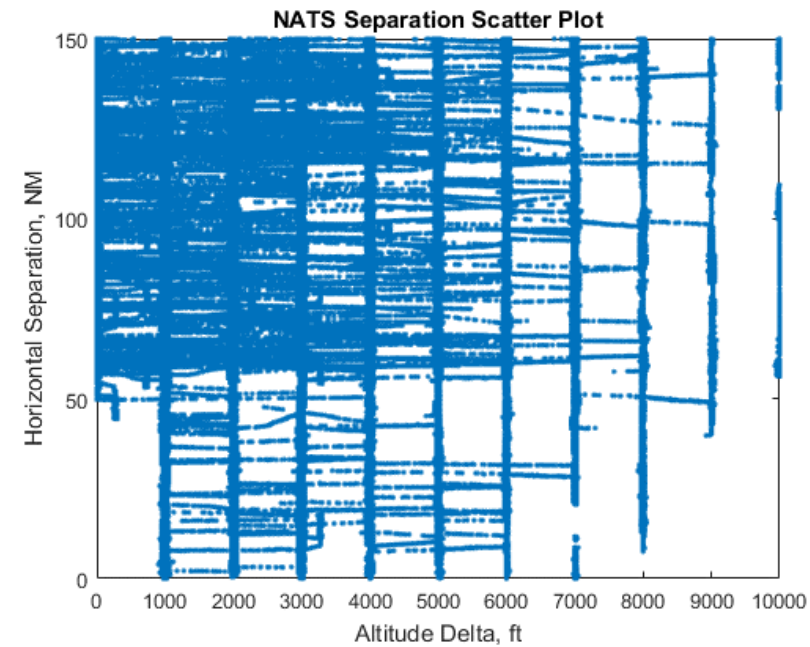 NATS Separation Scatter Plot
150
100
50
0
Horizontal Separation, NM
0 1000 2000 3000 4000 5000 6000 7000 8000 9000 10000
Altitude Delta, ft